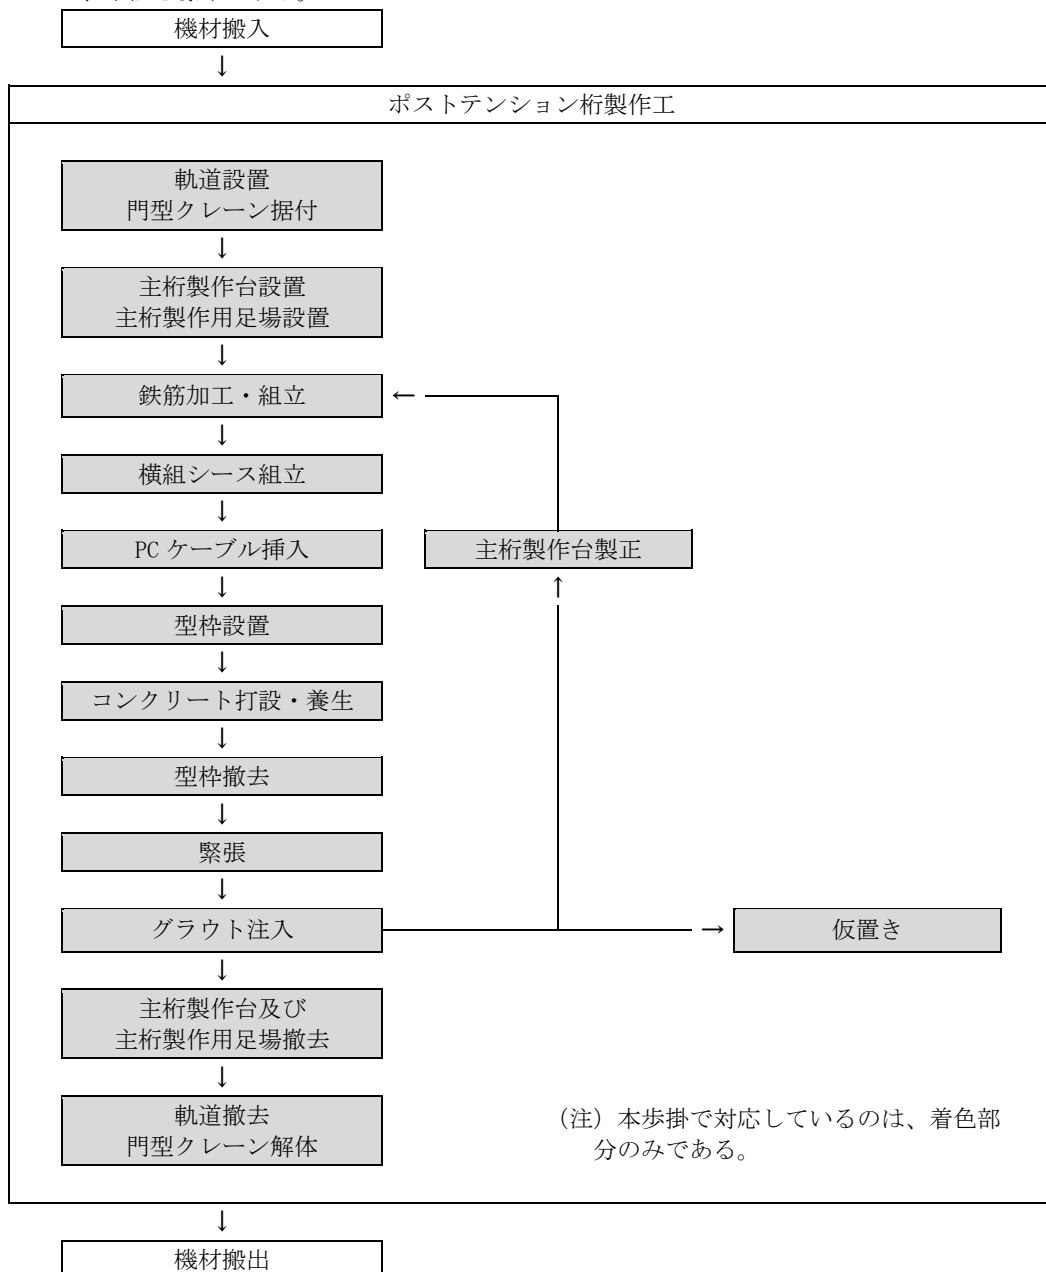 機材搬入
↓
ポストテンション桁製作工
軌道設置
門型クレーン据付
↓
主桁製作台設置
主桁製作用足場設置
↓
鉄筋加工・組立
←
↓
横組シース組立
↓
PC ケーブル挿入
主桁製作台製正
↓
↑
型枠設置
↓
コンクリート打設・養生
↓
型枠撤去
↓
緊張
↓
グラウト注入
→
仮置き
↓
主桁製作台及び
主桁製作用足場撤去
↓
軌道撤去
門型クレーン解体
(注）本歩掛で対応しているのは、着色部
分のみである。
↓
機材搬出